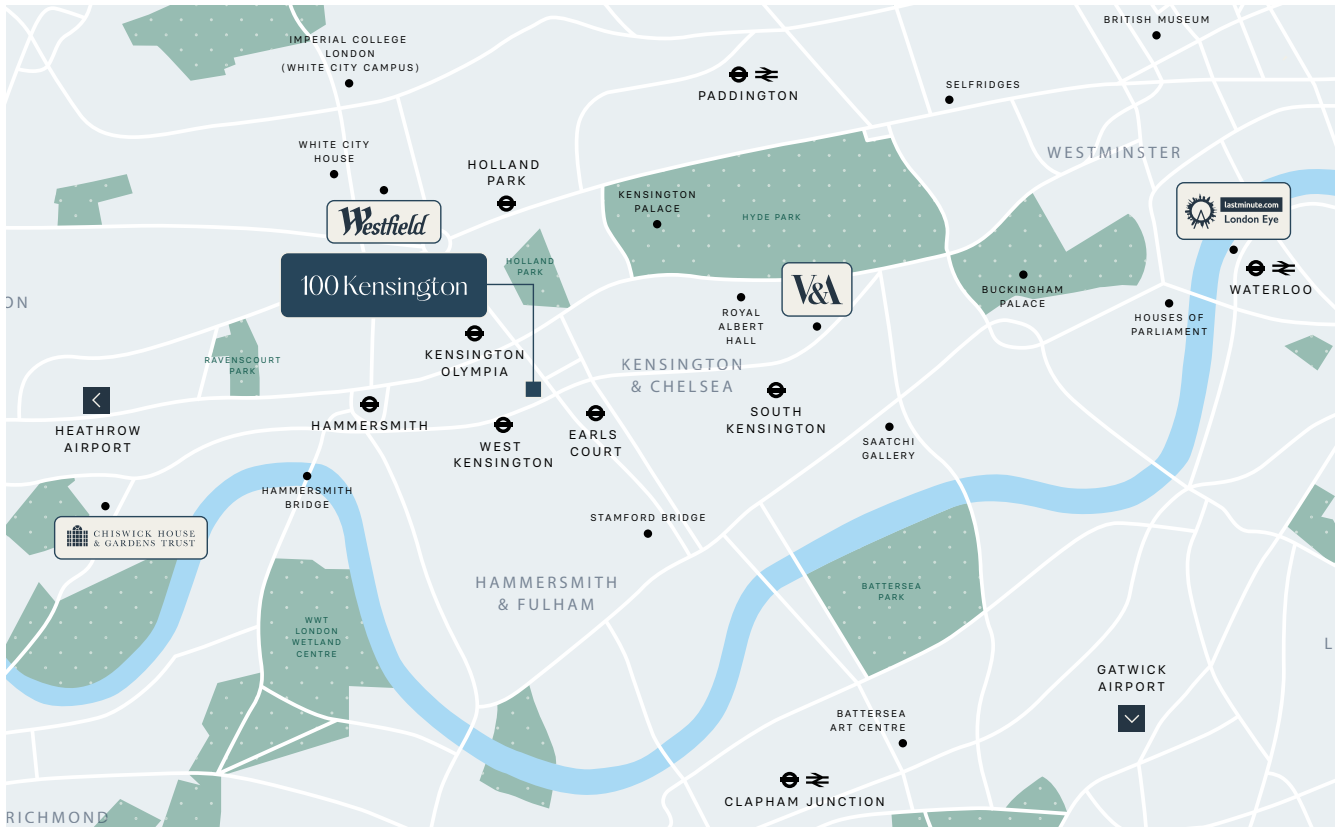 BRITISH MUSEUM
IMPERIAL COLLEGE
LONDON
(WHITE CITY CAMPUS)
PADDINGTON
SELFRIDGES
WHITE CITY
HOUSE
HOLLAND
PARK
WESTMINSTER
KENSINGTON
PALACE
HYDE PARK
Westfield
lastminute.com
London Eye
HOLLAND
PARK
100 Kensington
V&A
BUCKINGHAM
PALACE
WATERLOO
ON
ROYAL
ALBERT
HALL
HOUSES OF
PARLIAMENT
KENSINGTON
OLYMPIA
RAVENSCOURT
PARK
KENSINGTON
& CHELSEA
HEATHROW
AIRPORT
HAMMERSMITH
WEST
KENSINGTON
EARLS
COURT
SOUTH
KENSINGTON
SAATCHI
GALLERY
HAMMERSMITH
BRIDGE
STAMFORD BRIDGE
CHISWICK HOUSE
& GARDENS TRUST
HAMMERSMITH
& FULHAM
BATTERSEA
PARK
WWT
LONDON
WETLAND
CENTRE
L
GATWICK
AIRPORT
BATTERSEA
ART CENTRE
CLAPHAM JUNCTION
RICHMOND